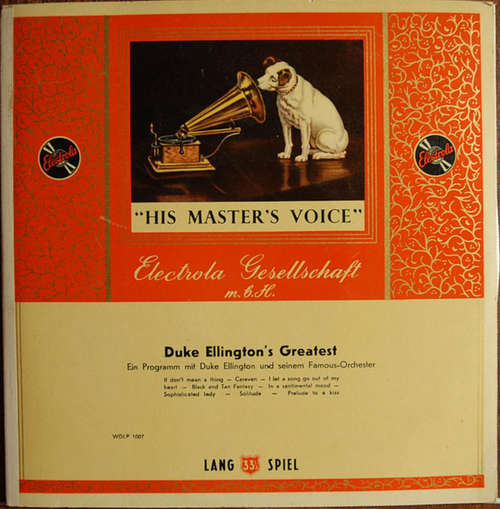 "HIS MASTER'S VOICE"
Electrola
Electrola
Electrola Gesellschaft
m.b.H.
Duke Ellington's Greatest
Ein Programm mit Duke Ellington und seinem Famous-Orchester
If don't mean a thing — Caravan — I let a song go out of my
heart — Black and Tan Fantasy — In a sentimental mood —
Sophisticated lady — Solitude — Prelude to a kiss
WDLP 1007
LANG 33⅓ SPIEL